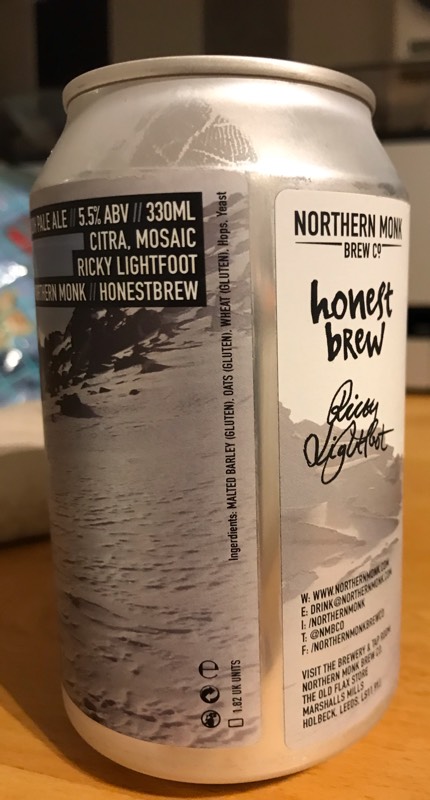 PALE ALE // 5.5% ABV // 330ML
CITRA, MOSAIC
RICKY LIGHTFOOT
NORTHERN MONK // HONESTBREW
Ingerdients: MALTED BARLEY (GLUTEN), OATS (GLUTEN), WHEAT (GLUTEN), Hops, Yeast
1.82 UK UNITS
NORTHERN MONK
BREW CO
honest
brew
Ricky
Lightfoot
W: WWW.NORTHERNMONK.COM
E: DRINK@NORTHERNMONK.COM
I: /NORTHERNMONK
T: @NMBCO
F: /NORTHERNMONKBREWCO
VISIT THE BREWERY & TAP ROOM
NORTHERN MONK BREW CO.
THE OLD FLAX STORE
MARSHALLS MILLS
HOLBECK, LEEDS, LS11 9YJ